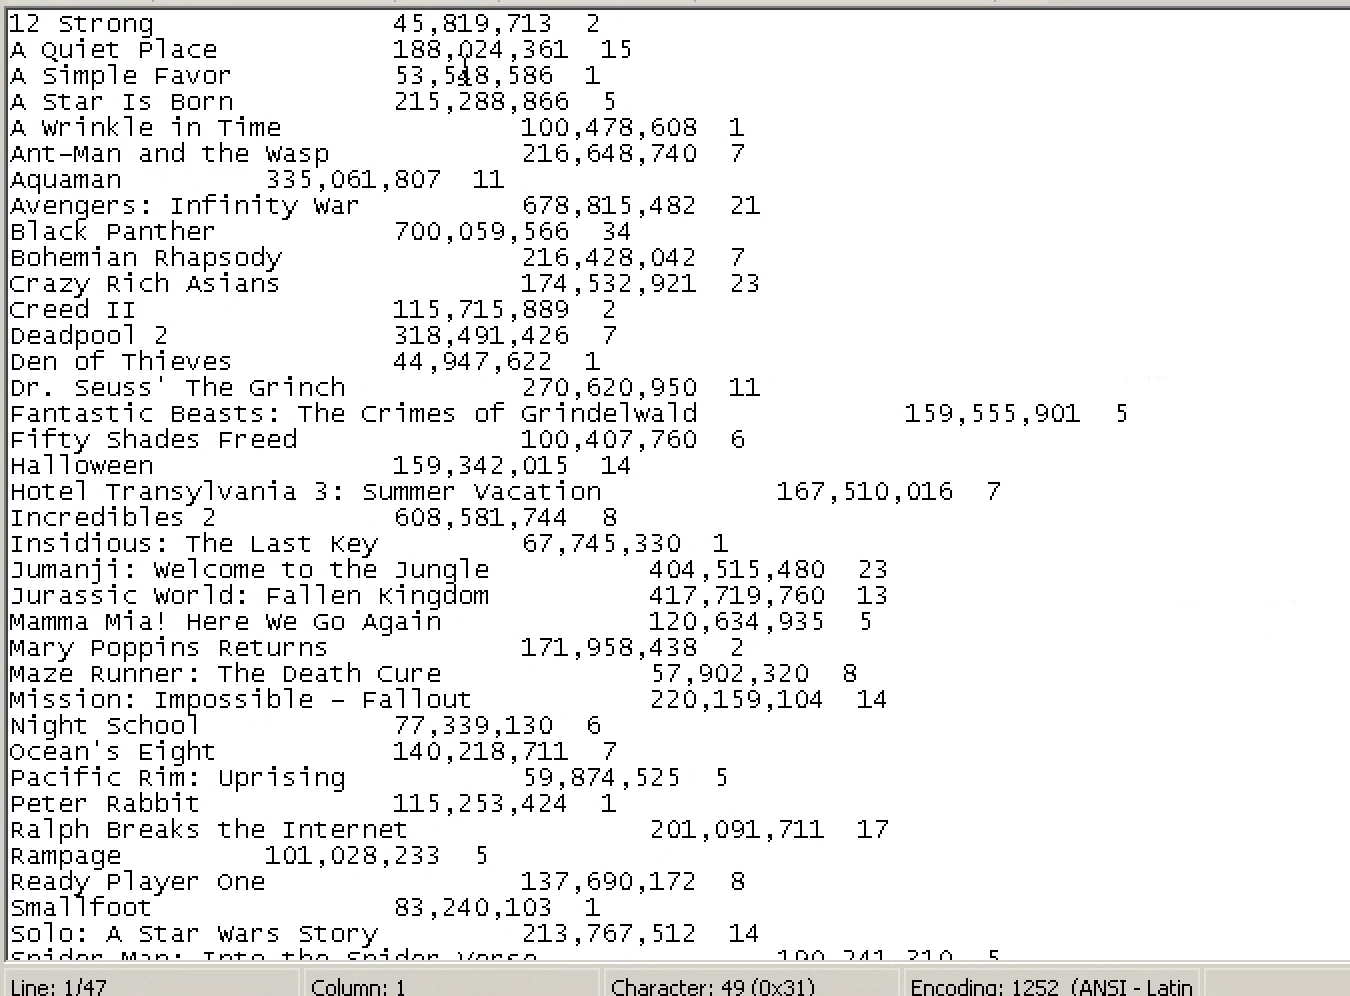 12 Strong 45,819,713 2
A Quiet Place 188,024,361 15
A Simple Favor 53,548,586 1
A Star Is Born 215,288,866 5
A Wrinkle in Time 100,478,608 1
Ant-Man and the Wasp 216,648,740 7
Aquaman 335,061,807 11
Avengers: Infinity War 678,815,482 21
Black Panther 700,059,566 34
Bohemian Rhapsody 216,428,042 7
Crazy Rich Asians 174,532,921 23
Creed II 115,715,889 2
Deadpool 2 318,491,426 7
Den of Thieves 44,947,622 1
Dr. Seuss' The Grinch 270,620,950 11
Fantastic Beasts: The Crimes of Grindelwald 159,555,901 5
Fifty Shades Freed 100,407,760 6
Halloween 159,342,015 14
Hotel Transylvania 3: Summer Vacation 167,510,016 7
Incredibles 2 608,581,744 8
Insidious: The Last Key 67,745,330 1
Jumanji: Welcome to the Jungle 404,515,480 23
Jurassic World: Fallen Kingdom 417,719,760 13
Mamma Mia! Here We Go Again 120,634,935 5
Mary Poppins Returns 171,958,438 2
Maze Runner: The Death Cure 57,902,320 8
Mission: Impossible - Fallout 220,159,104 14
Night School 77,339,130 6
Ocean's Eight 140,218,711 7
Pacific Rim: Uprising 59,874,525 5
Peter Rabbit 115,253,424 1
Ralph Breaks the Internet 201,091,711 17
Rampage 101,028,233 5
Ready Player One 137,690,172 8
Smallfoot 83,240,103 1
Solo: A Star Wars Story 213,767,512 14
Spider Man: Into the Spider Verse 190,241,310 5
Line: 1/47 Column: 1 Character: 49 (0x31) Encoding: 1252 (ANSI - Latin